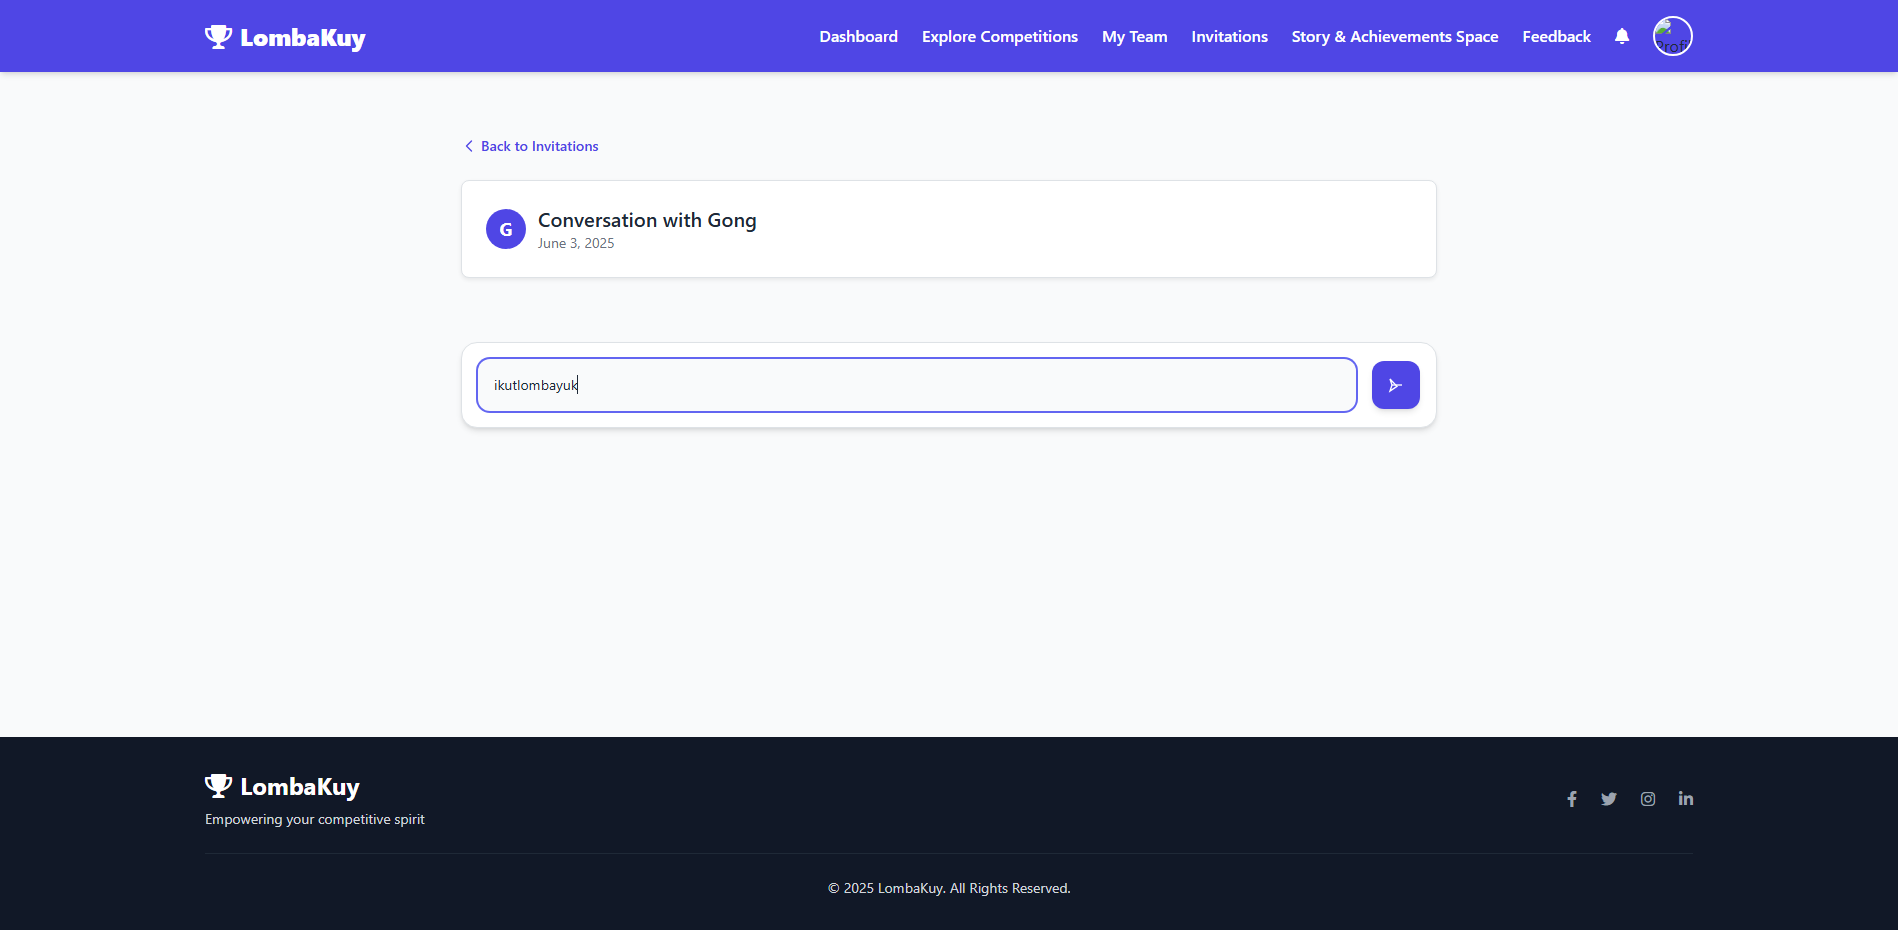 LombaKuy
Dashboard Explore Competitions My Team Invitations Story & Achievements Space Feedback
Profi
Back to Invitations
G
Conversation with Gong
June 3, 2025
ikutlombayuk
LombaKuy
Empowering your competitive spirit
© 2025 LombaKuy. All Rights Reserved.